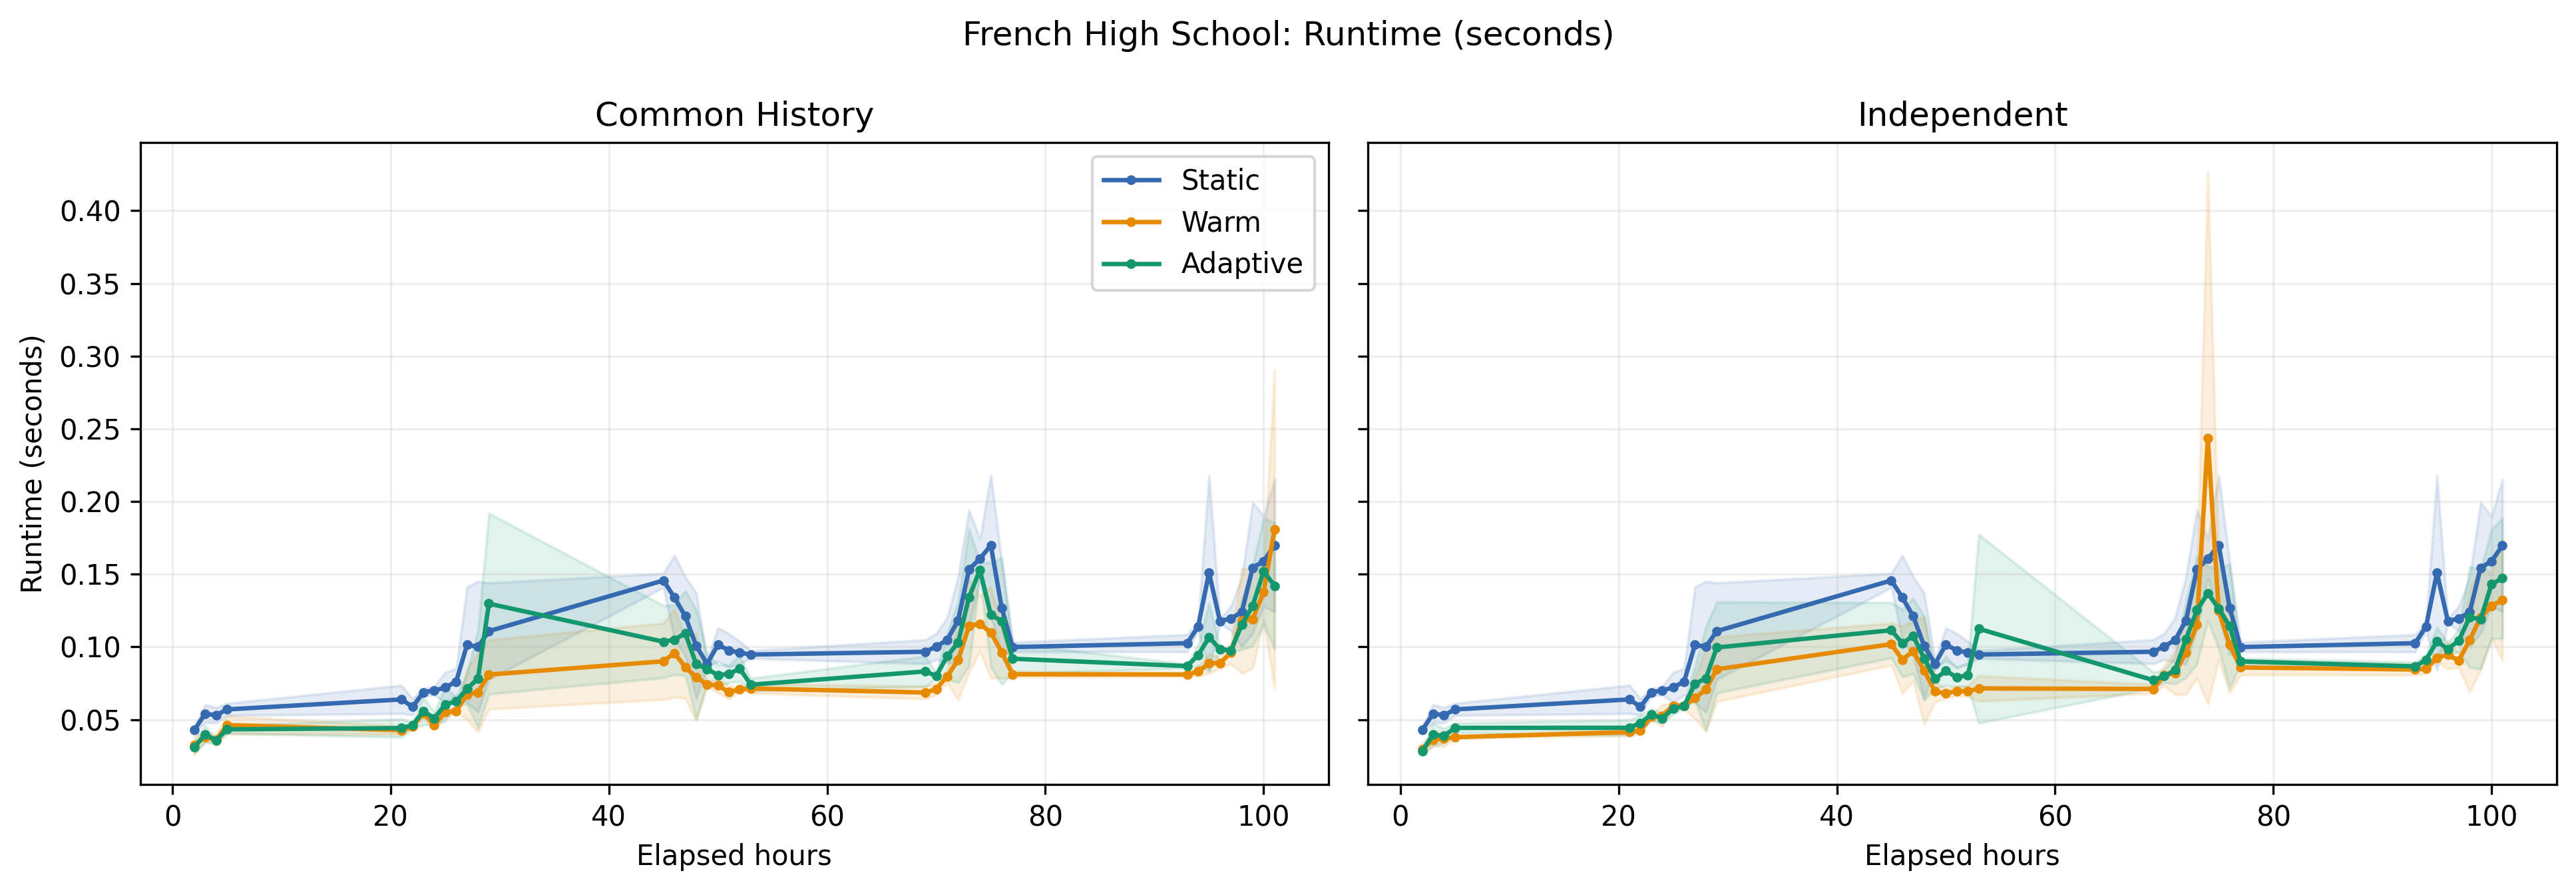 French High School: Runtime (seconds)
Common History
Independent
Static
Warm
Adaptive
Runtime (seconds)
0.40
0.35
0.30
0.25
0.20
0.15
0.10
0.05
0 20 40 60 80 100
0 20 40 60 80 100
Elapsed hours
Elapsed hours